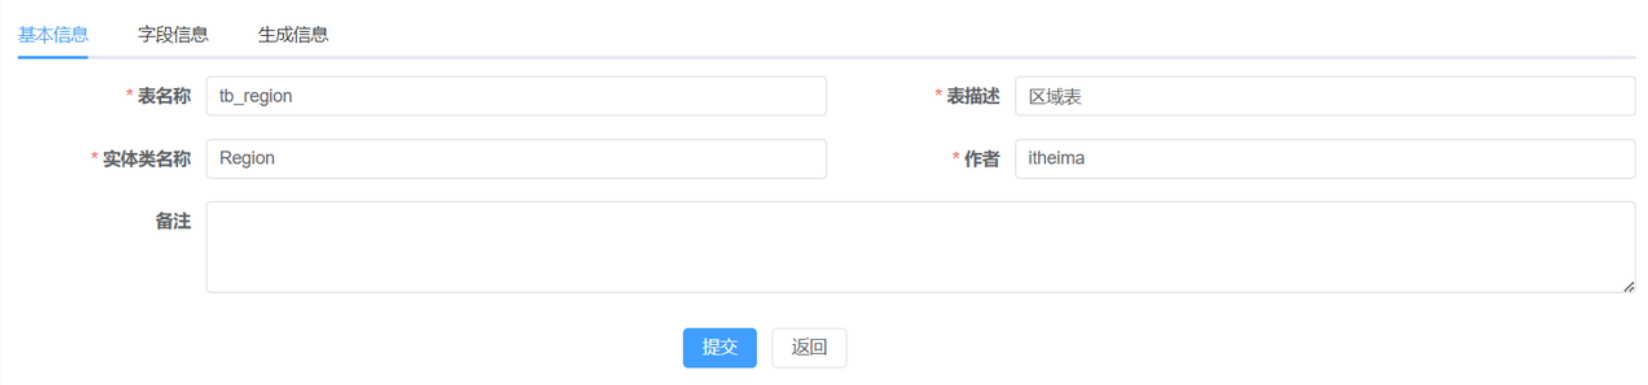 基本信息 字段信息 生成信息
* 表名称 tb_region * 表描述 区域表
* 实体类名称 Region * 作者 itheima
备注
提交 返回